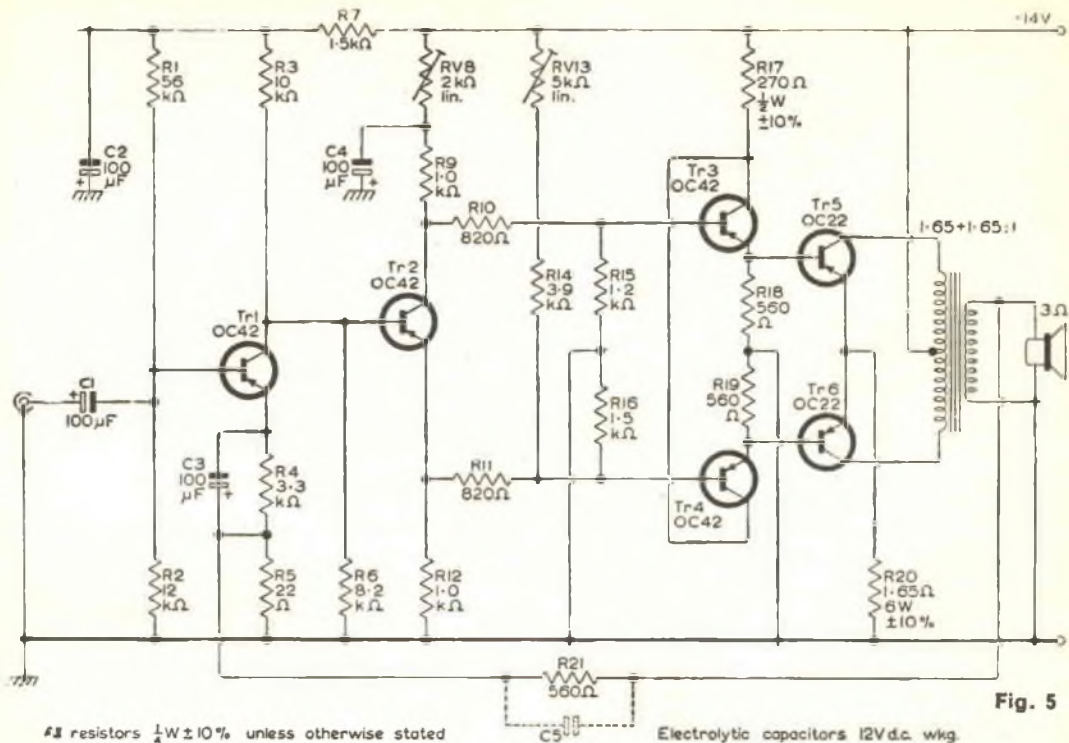 R7
1·5kΩ
-14V
R1
56
kΩ
R3
10
kΩ
RV8
2kΩ
lin.
RV13
5kΩ
lin.
R17
270Ω
½W
±10%
C2
100
µF
+
C4
100
µF
+
R9
1·0
kΩ
Tr3
OC42
Tr5
OC22
1·65+1·65:1
R10
820Ω
Tr2
OC42
R14
3·9
kΩ
R15
1·2
kΩ
R18
560
Ω
3Ω
Tr1
OC42
C1
+
100µF
R16
1·5
kΩ
R19
560
Ω
Tr6
OC22
C3
100
µF
+
R4
3·3
kΩ
R11
820Ω
Tr4
OC42
R2
12
kΩ
R5
22
Ω
R6
8·2
kΩ
R12
1·0
kΩ
R20
1·65Ω
6W
±10%
R21
560Ω
C5
Fig. 5
resistors ¼W ± 10% unless otherwise stated
Electrolytic capacitors 12V d.c. wkg.